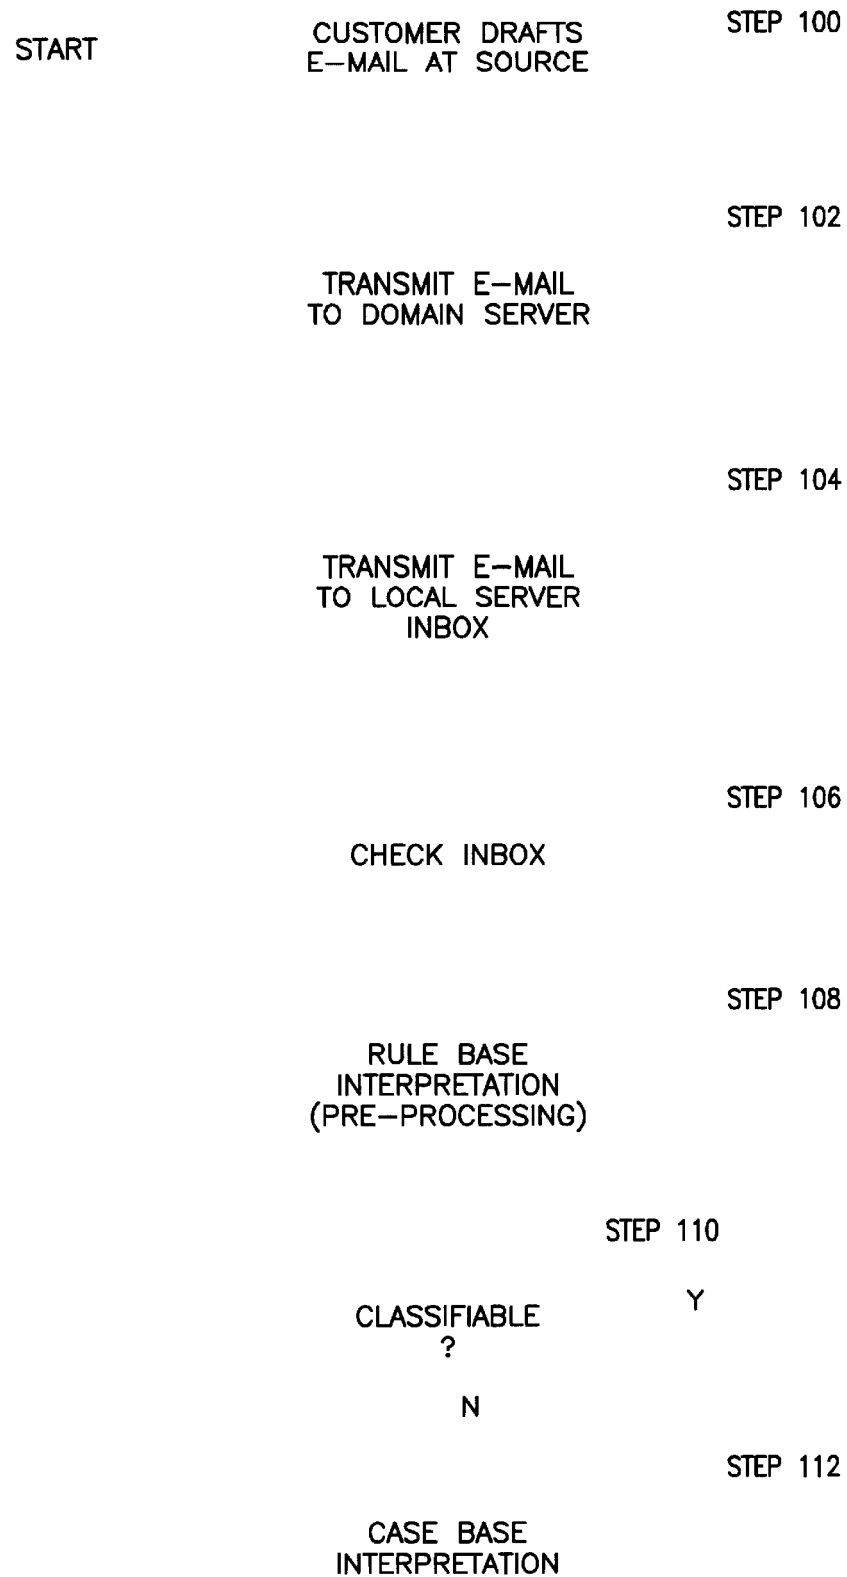 STEP 100
START
CUSTOMER DRAFTS
E-MAIL AT SOURCE
STEP 102
TRANSMIT E-MAIL
TO DOMAIN SERVER
STEP 104
TRANSMIT E-MAIL
TO LOCAL SERVER
INBOX
STEP 106
CHECK INBOX
STEP 108
RULE BASE
INTERPRETATION
(PRE-PROCESSING)
STEP 110
Y
CLASSIFIABLE
?
N
STEP 112
CASE BASE
INTERPRETATION